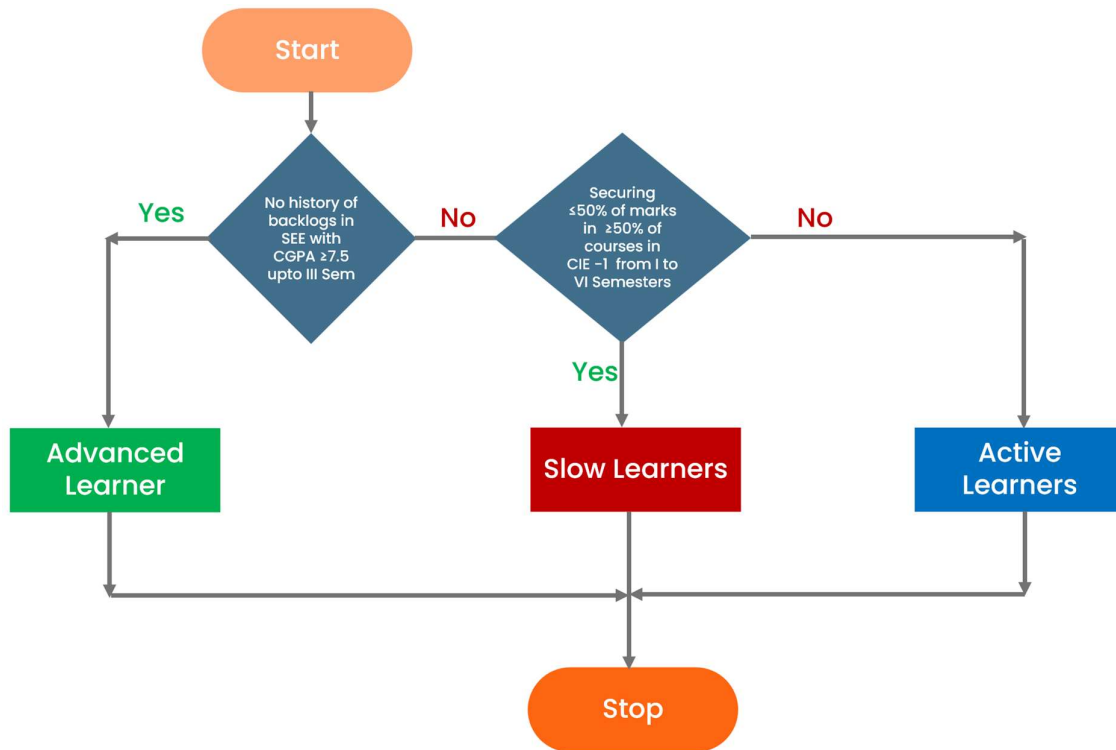 Start
Yes
No history of
backlogs in
SEE with
CGPA ≥7.5
upto III Sem
No
Securing
≤50% of marks
in ≥50% of
courses in
CIE -1 from I to
VI Semesters
No
Yes
Advanced
Learner
Slow Learners
Active
Learners
Stop